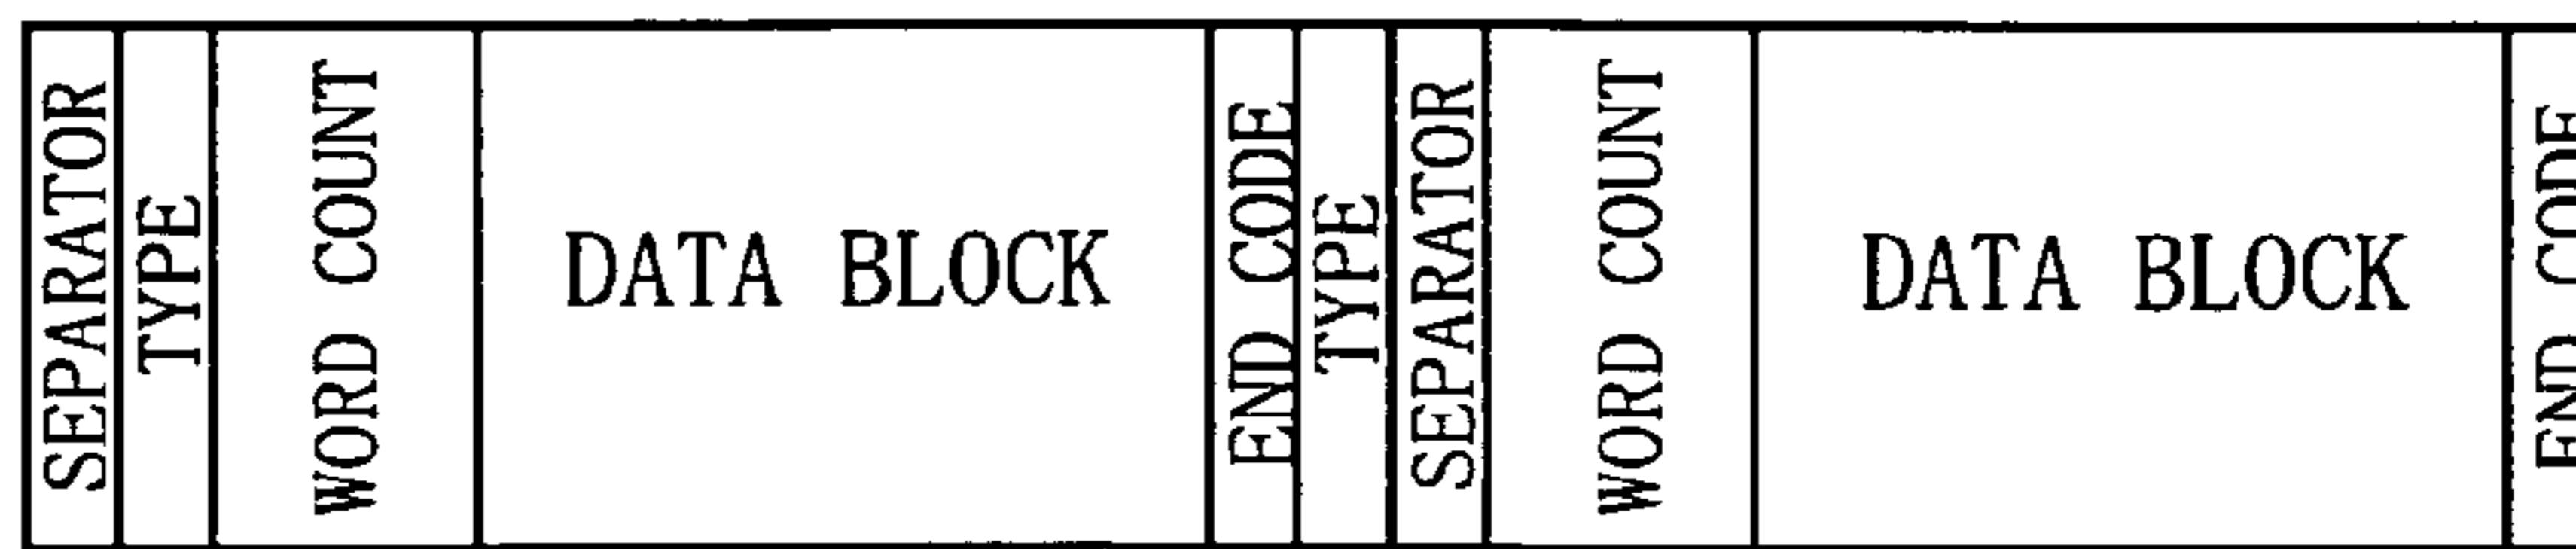 SEPARATOR
TYPE
WORD COUNT
DATA BLOCK
END CODE
TYPE
SEPARATOR
WORD COUNT
DATA BLOCK
END CODE